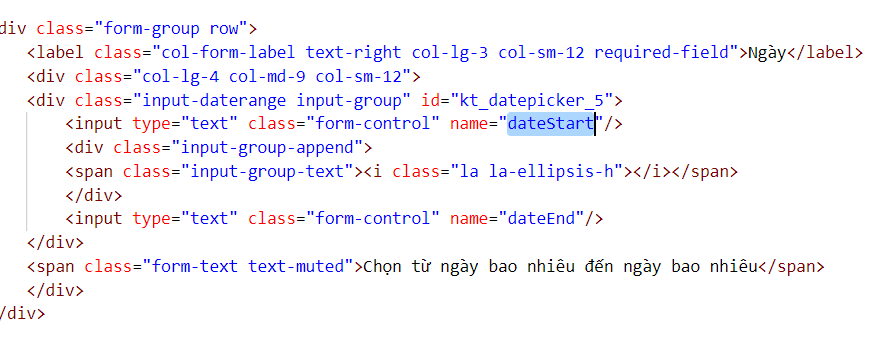 div class="form-group row">
<label class="col-form-label text-right col-lg-3 col-sm-12 required-field">Ngày</label>
<div class="col-lg-4 col-md-9 col-sm-12">
<div class="input-daterange input-group" id="kt_datepicker_5">
<input type="text" class="form-control" name="dateStart"/>
<div class="input-group-append">
<span class="input-group-text"><i class="la la-ellipsis-h"></i></span>
</div>
<input type="text" class="form-control" name="dateEnd"/>
</div>
<span class="form-text text-muted">Chọn từ ngày bao nhiêu đến ngày bao nhiêu</span>
</div>
/div>